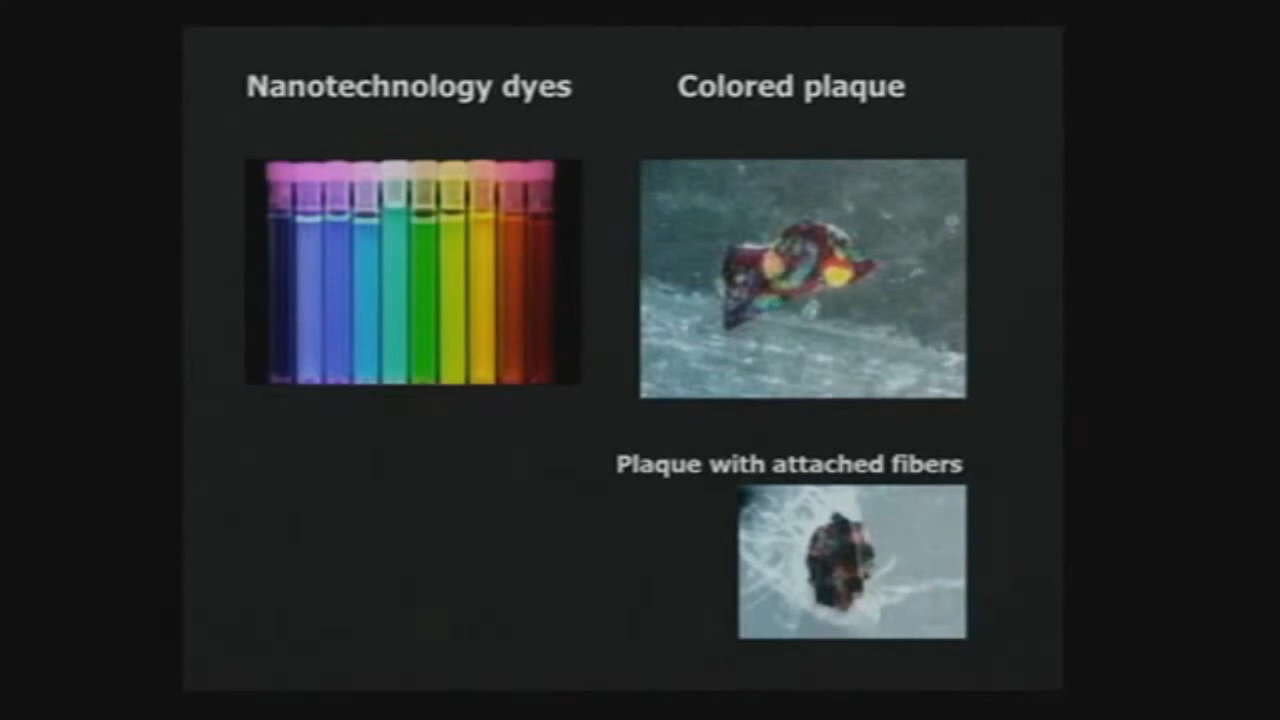 Nanotechnology dyes
Colored plaque
Plaque with attached fibers